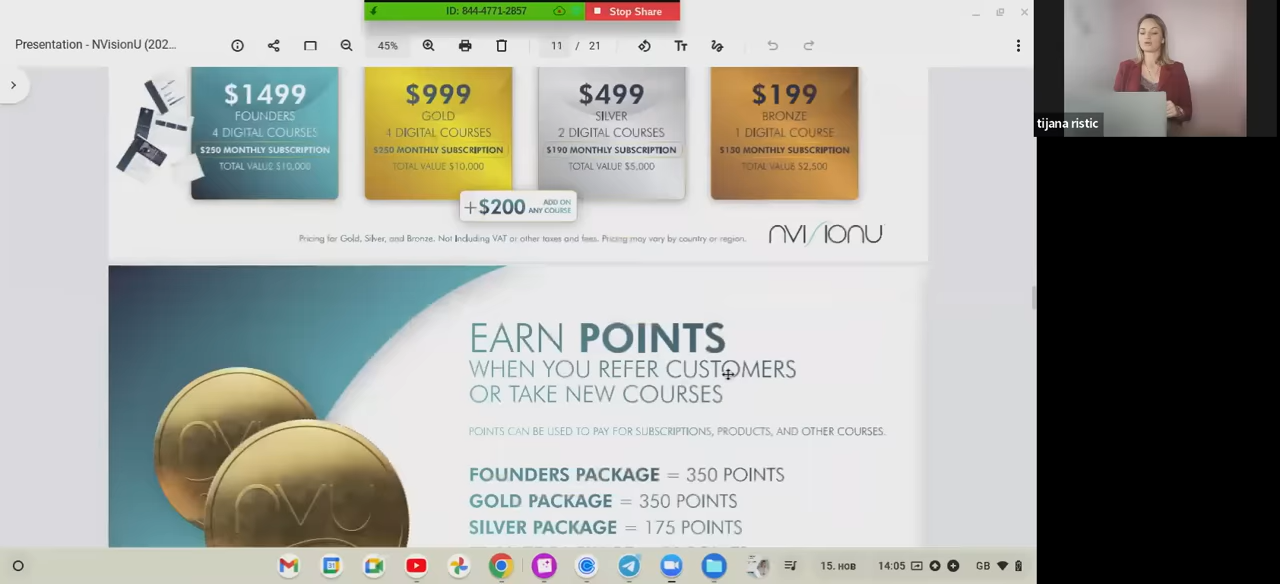 ID: 844-4771-2857
Stop Share
Presentation - NVisionU (202...
45%
11 / 21
tijana ristic
$1499
FOUNDERS
4 DIGITAL COURSES
$250 MONTHLY SUBSCRIPTION
TOTAL VALUE $10,000
$999
GOLD
4 DIGITAL COURSES
$250 MONTHLY SUBSCRIPTION
TOTAL VALUE $10,000
$499
SILVER
2 DIGITAL COURSES
$190 MONTHLY SUBSCRIPTION
TOTAL VALUE $5,000
$199
BRONZE
1 DIGITAL COURSE
$130 MONTHLY SUBSCRIPTION
TOTAL VALUE $2,500
+$200 ADD ON
ANY COURSE
Pricing for Gold, Silver, and Bronze. Not Including VAT or other taxes and fees. Pricing may vary by country or region.
NVISIONU
EARN POINTS
WHEN YOU REFER CUSTOMERS
OR TAKE NEW COURSES
POINTS CAN BE USED TO PAY FOR SUBSCRIPTIONS, PRODUCTS, AND OTHER COURSES.
FOUNDERS PACKAGE = 350 POINTS
GOLD PACKAGE = 350 POINTS
SILVER PACKAGE = 175 POINTS
NVU
15. нов
14:05
GB